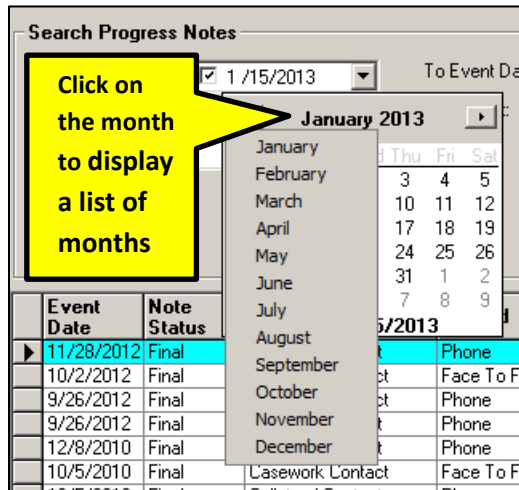 Search Progress Notes
1 /15/2013
To Event Da
Click on
the month
to display
a list of
months
January 2013
Thu Fri Sat
3 4 5
10 11 12
17 18 19
24 25 26
31 1 2
7 8 9
5/2013
January
February
March
April
May
June
July
August
September
October
November
December
Event Date Note Status
11/28/2012 Final Phone
10/2/2012 Final ct Face To F
9/26/2012 Final Phone
9/26/2012 Final Phone
12/8/2010 Final Phone
10/5/2010 Final Casework Contact Face To F